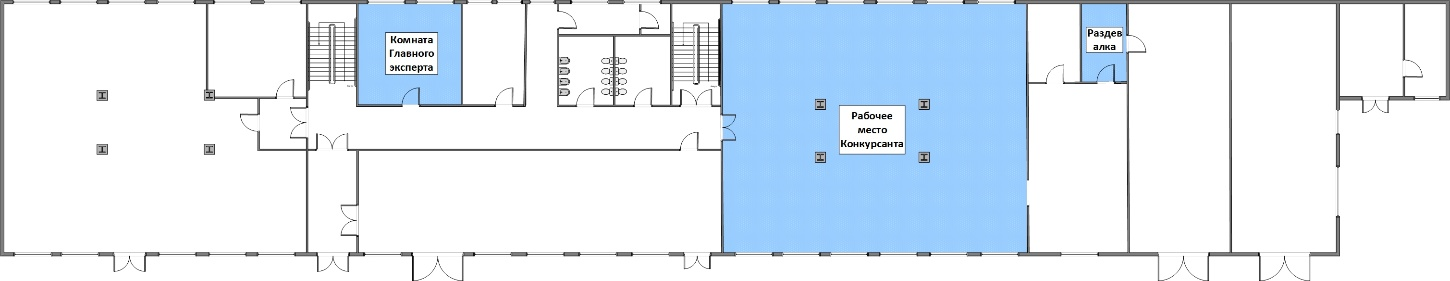 Комната
Главного
эксперта
Рабочее
место
Конкурсанта
Раздев
алка